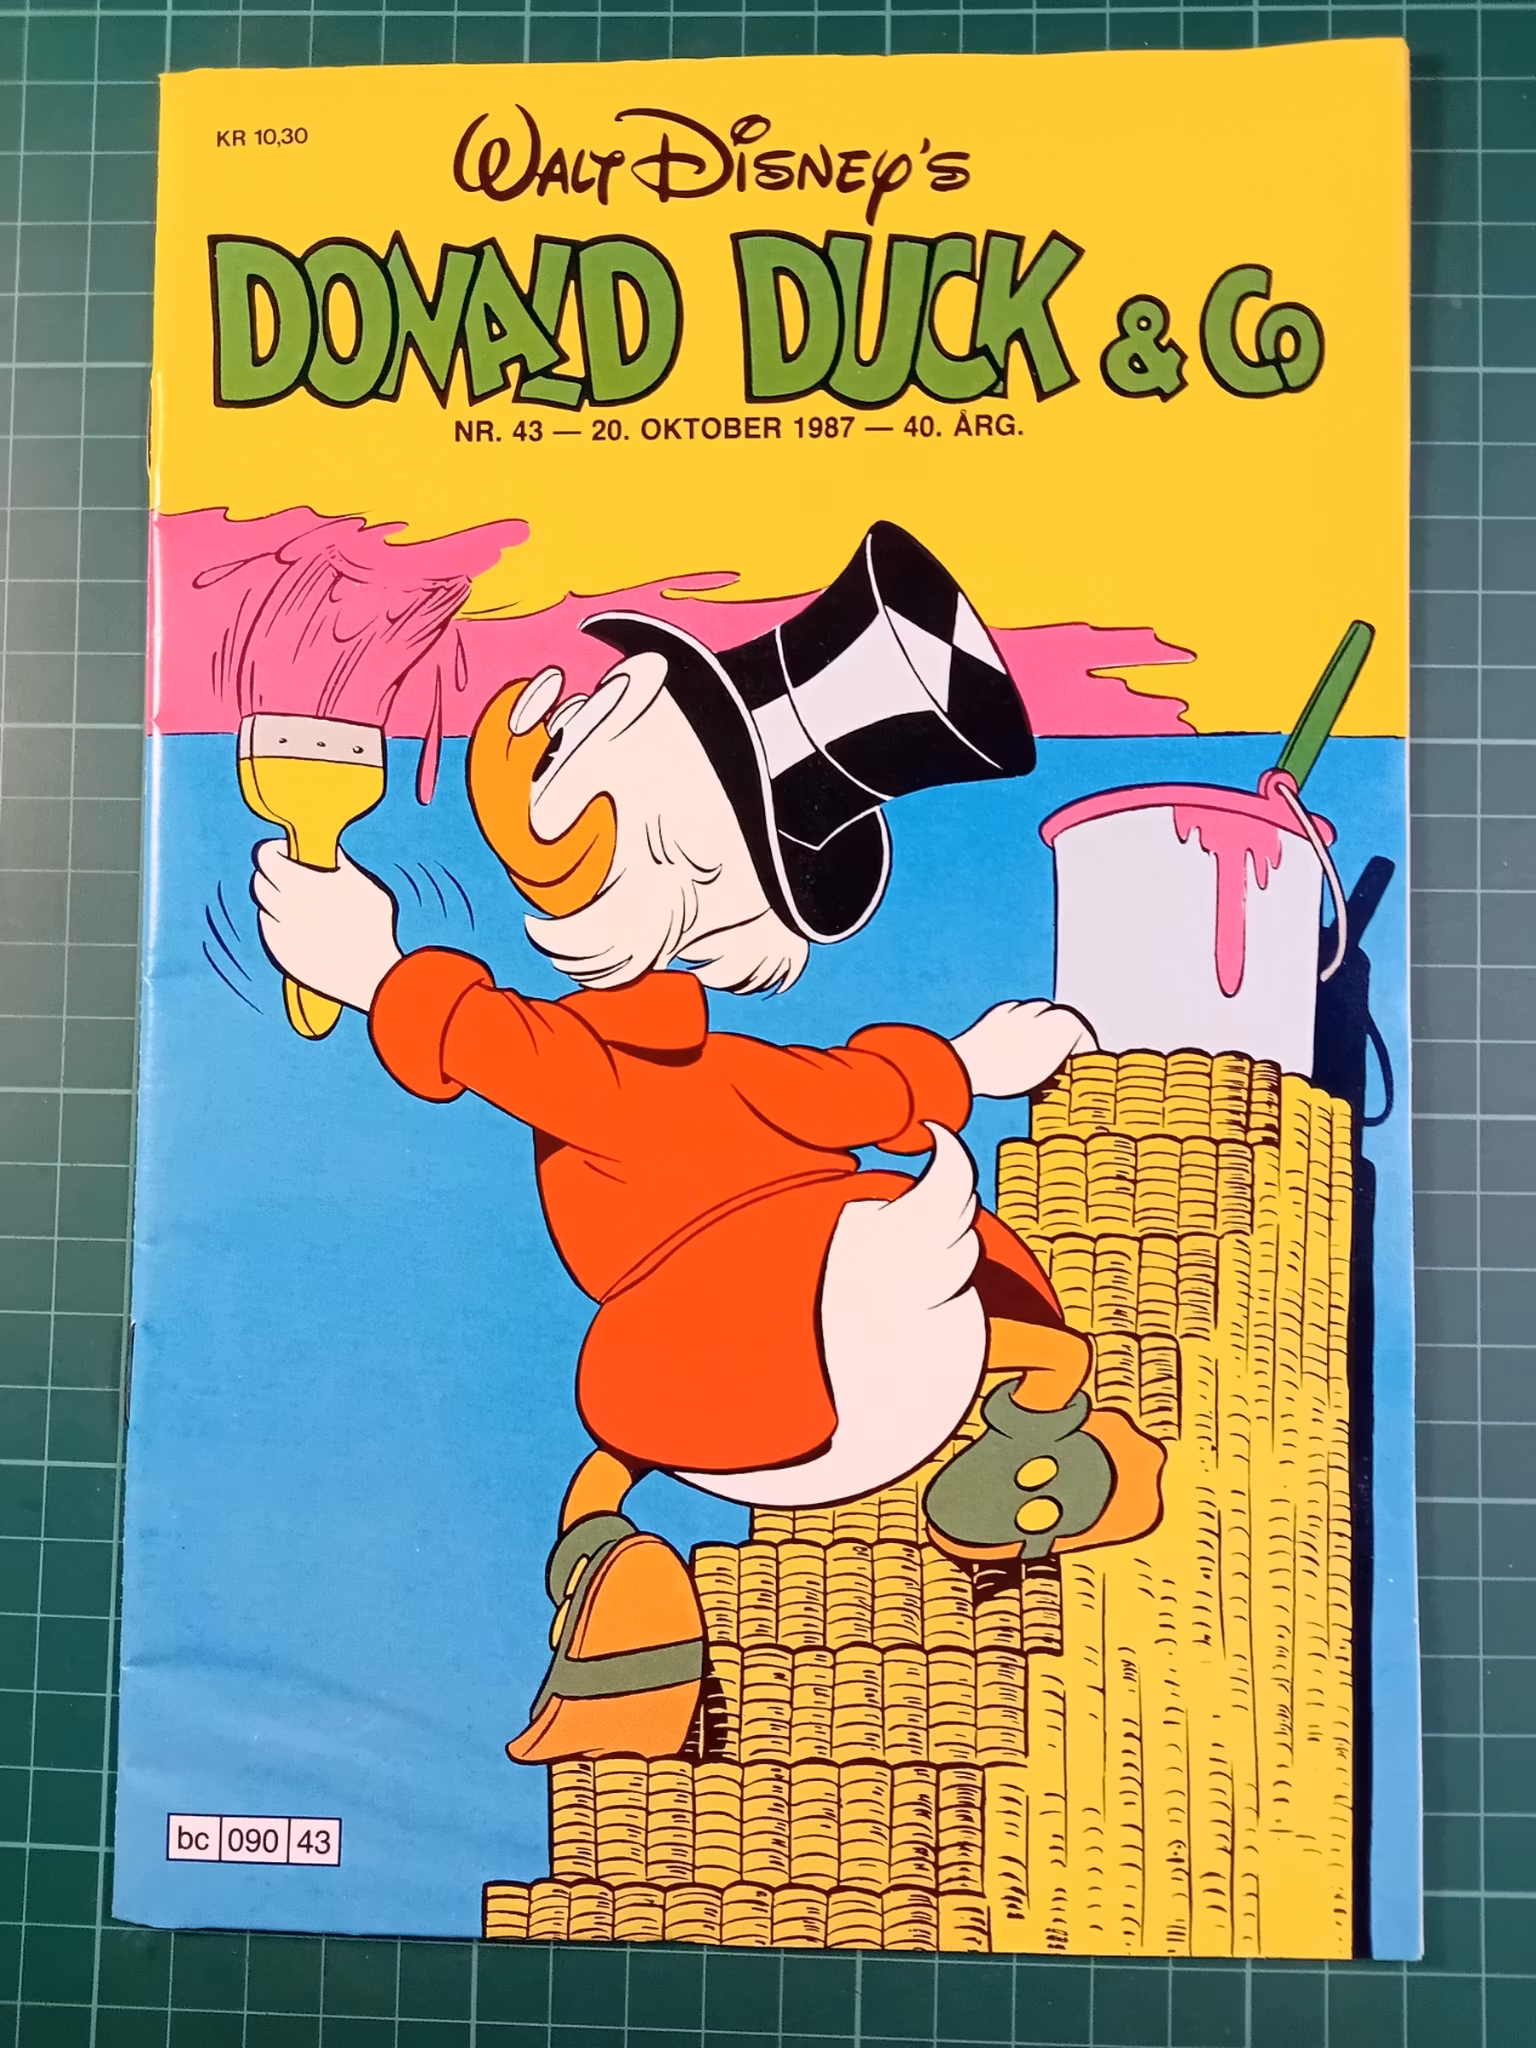 KR 10,30
WALT DISNEY'S
DONALD DUCK & CO
NR. 43 — 20. OKTOBER 1987 — 40. ÅRG.
bc 090 43